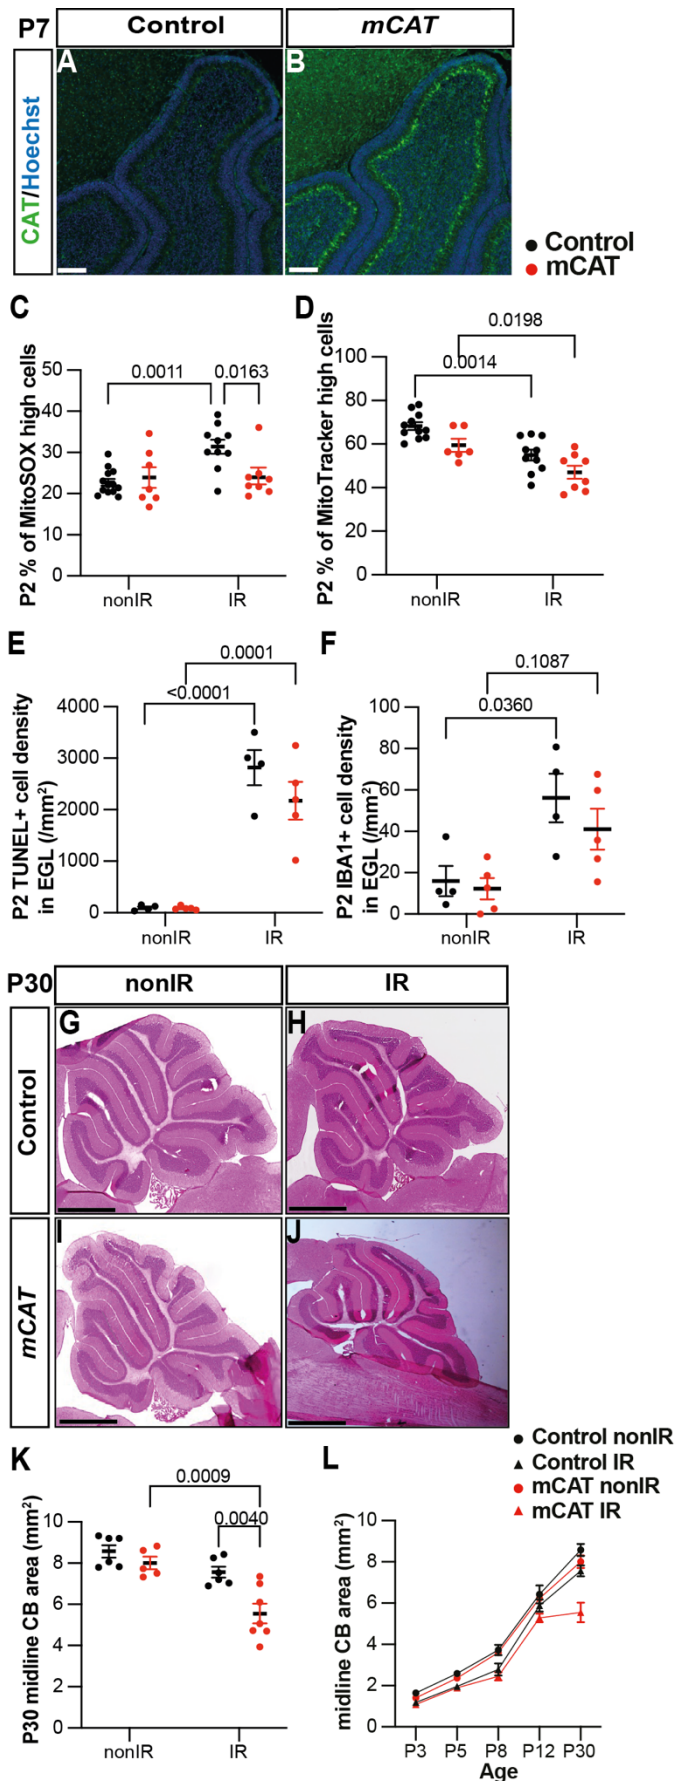 P7
Control
mCAT
A
B
CAT/Hoechst
Control
mCAT
C
P2 % of MitoSOX high cells
50
40
30
20
10
0
0.0011
0.0163
nonIR
IR
D
P2 % of MitoTracker high cells
100
80
60
40
20
0
0.0198
0.0014
nonIR
IR
E
P2 TUNEL+ cell density
in EGL (/mm²)
4000
3000
2000
1000
0
0.0001
<0.0001
nonIR
IR
F
P2 IBA1+ cell density
in EGL (/mm²)
100
80
60
40
20
0
0.1087
0.0360
nonIR
IR
P30
nonIR
IR
Control
G
H
mCAT
I
J
K
P30 midline CB area (mm²)
10
8
6
4
2
0
0.0009
0.0040
nonIR
IR
L
Control nonIR
Control IR
mCAT nonIR
mCAT IR
midline CB area (mm²)
10
8
6
4
2
0
P3
P5
P8
P12
P30
Age